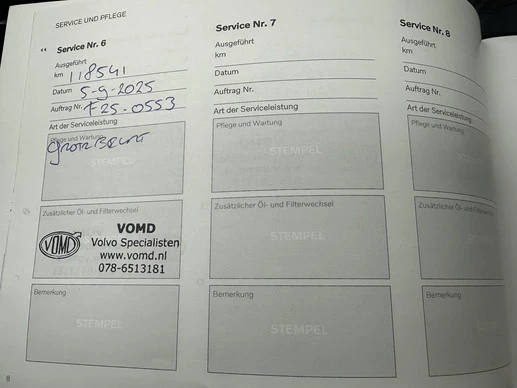 SERVICE UND PFLEGE
Service Nr. 6
Ausgeführt
km 118541
Datum 5-9-2025
Auftrag Nr. F25-0553
Art der Serviceleistung
Pflege und Wartung
STEMPEL
Grote Beurt
Zusätzlicher Öl- und Filterwechsel
VOMD
VOMD
Volvo Specialisten
www.vomd.nl
078-6513181
Bemerkung
STEMPEL
Service Nr. 7
Ausgeführt
km
Datum
Auftrag Nr.
Art der Serviceleistung
Pflege und Wartung
STEMPEL
Zusätzlicher Öl- und Filterwechsel
STEMPEL
Bemerkung
STEMPEL
Service Nr. 8
Ausgeführt
km
Datum
Auftrag Nr.
Art der Serviceleistung
Pflege und Wartung
Zusätzlicher Öl- und
Bemerkung
8